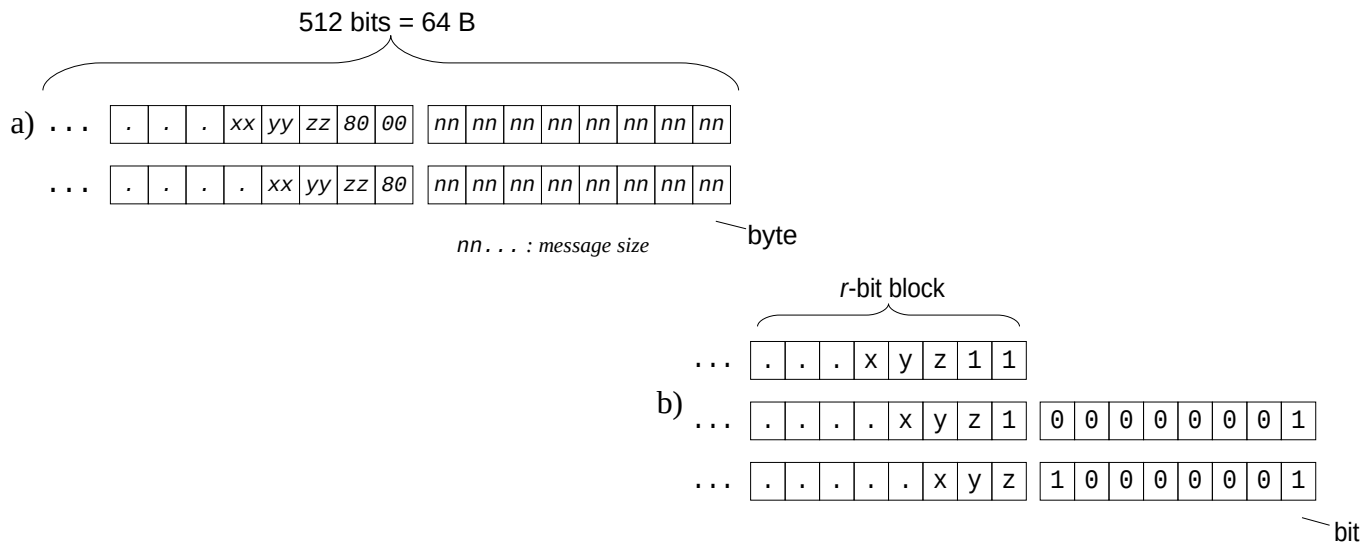 512 bits = 64 B
a) ... . . . xx yy zz 80 00 nn nn nn nn nn nn nn nn
... . . . . xx yy zz 80 nn nn nn nn nn nn nn nn
nn... : message size
byte
r-bit block
... . . . x y z 1 1
b) ... . . . . x y z 1 0 0 0 0 0 0 0 1
... . . . . . x y z 1 0 0 0 0 0 0 1
bit